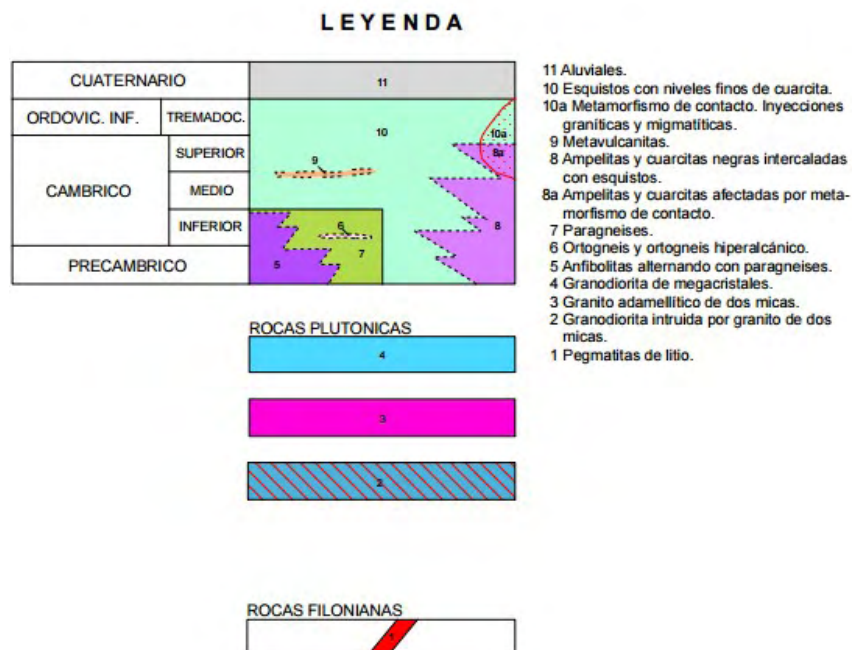 LEYENDA
CUATERNARIO
11
ORDOVIC. INF.
TREMADOC.
10
10a
SUPERIOR
8a
9
CAMBRICO
MEDIO
INFERIOR
6
8
7
PRECAMBRICO
5
11 Aluviales.
10 Esquistos con niveles finos de cuarcita.
10a Metamorfismo de contacto. Inyecciones
graníticas y migmatíticas.
9 Metavulcanitas.
8 Ampelitas y cuarcitas negras intercaladas
con esquistos.
8a Ampelitas y cuarcitas afectadas por meta-
morfismo de contacto.
7 Paragneises.
6 Ortogneis y ortogneis hiperalcánico.
5 Anfibolitas alternando con paragneises.
4 Granodiorita de megacristales.
3 Granito adamellítico de dos micas.
2 Granodiorita intruida por granito de dos
micas.
1 Pegmatitas de litio.
ROCAS PLUTONICAS
4
3
2
ROCAS FILONIANAS
1